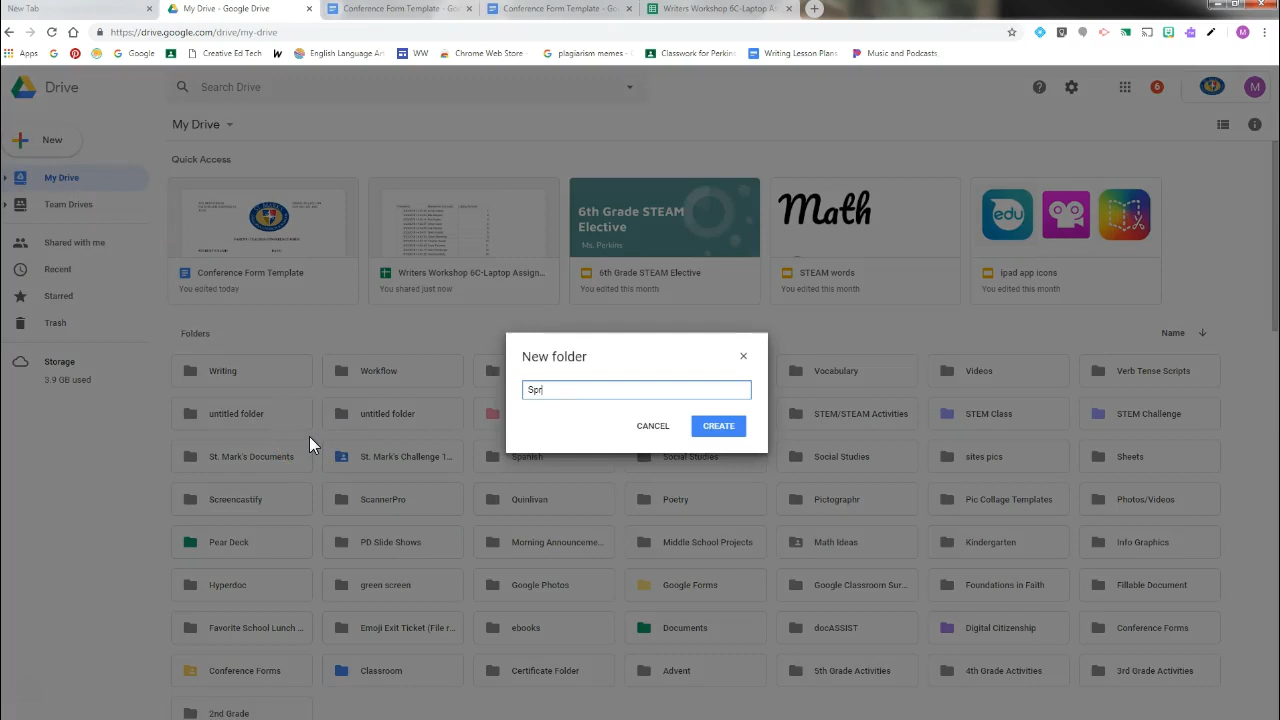 New Tab
My Drive - Google Drive
Conference Form Template - Go
Conference Form Template - Go
Writers Workshop 6C-Laptop A
https://drive.google.com/drive/my-drive
Apps
Google
Creative Ed Tech
English Language Ar
WW
Chrome Web Store
plagiarism memes -
Classwork for Perkin
Writing Lesson Plan
Music and Podcasts
M
Drive
Search Drive
6
M
My Drive
New
Quick Access
My Drive
Team Drives
Shared with me
Recent
Starred
Trash
Storage
3.9 GB used
6th Grade STEAM
Elective
Ms. Perkins
Math
edu
Conference Form Template
You edited today
Writers Workshop 6C-Laptop Assign...
You shared just now
6th Grade STEAM Elective
You edited this month
STEAM words
You edited this month
ipad app icons
You edited this month
Folders
Name
New folder
Spr
CANCEL
CREATE
Writing
Workflow
Vocabulary
Videos
Verb Tense Scripts
untitled folder
untitled folder
STEM/STEAM Activities
STEM Class
STEM Challenge
St. Mark's Documents
St. Mark's Challenge 1...
Spanish
Social Studies
Social Studies
sites pics
Sheets
Screencastify
ScannerPro
Quinlivan
Poetry
Pictographr
Pic Collage Templates
Photos/Videos
Pear Deck
PD Slide Shows
Morning Announceme...
Middle School Projects
Math Ideas
Kindergarten
Info Graphics
Hyperdoc
green screen
Google Photos
Google Forms
Google Classroom Sur...
Foundations in Faith
Fillable Document
Favorite School Lunch ...
Emoji Exit Ticket (File r...
ebooks
Documents
docASSIST
Digital Citizenship
Conference Forms
Conference Forms
Classroom
Certificate Folder
Advent
5th Grade Activities
4th Grade Activities
3rd Grade Activities
2nd Grade